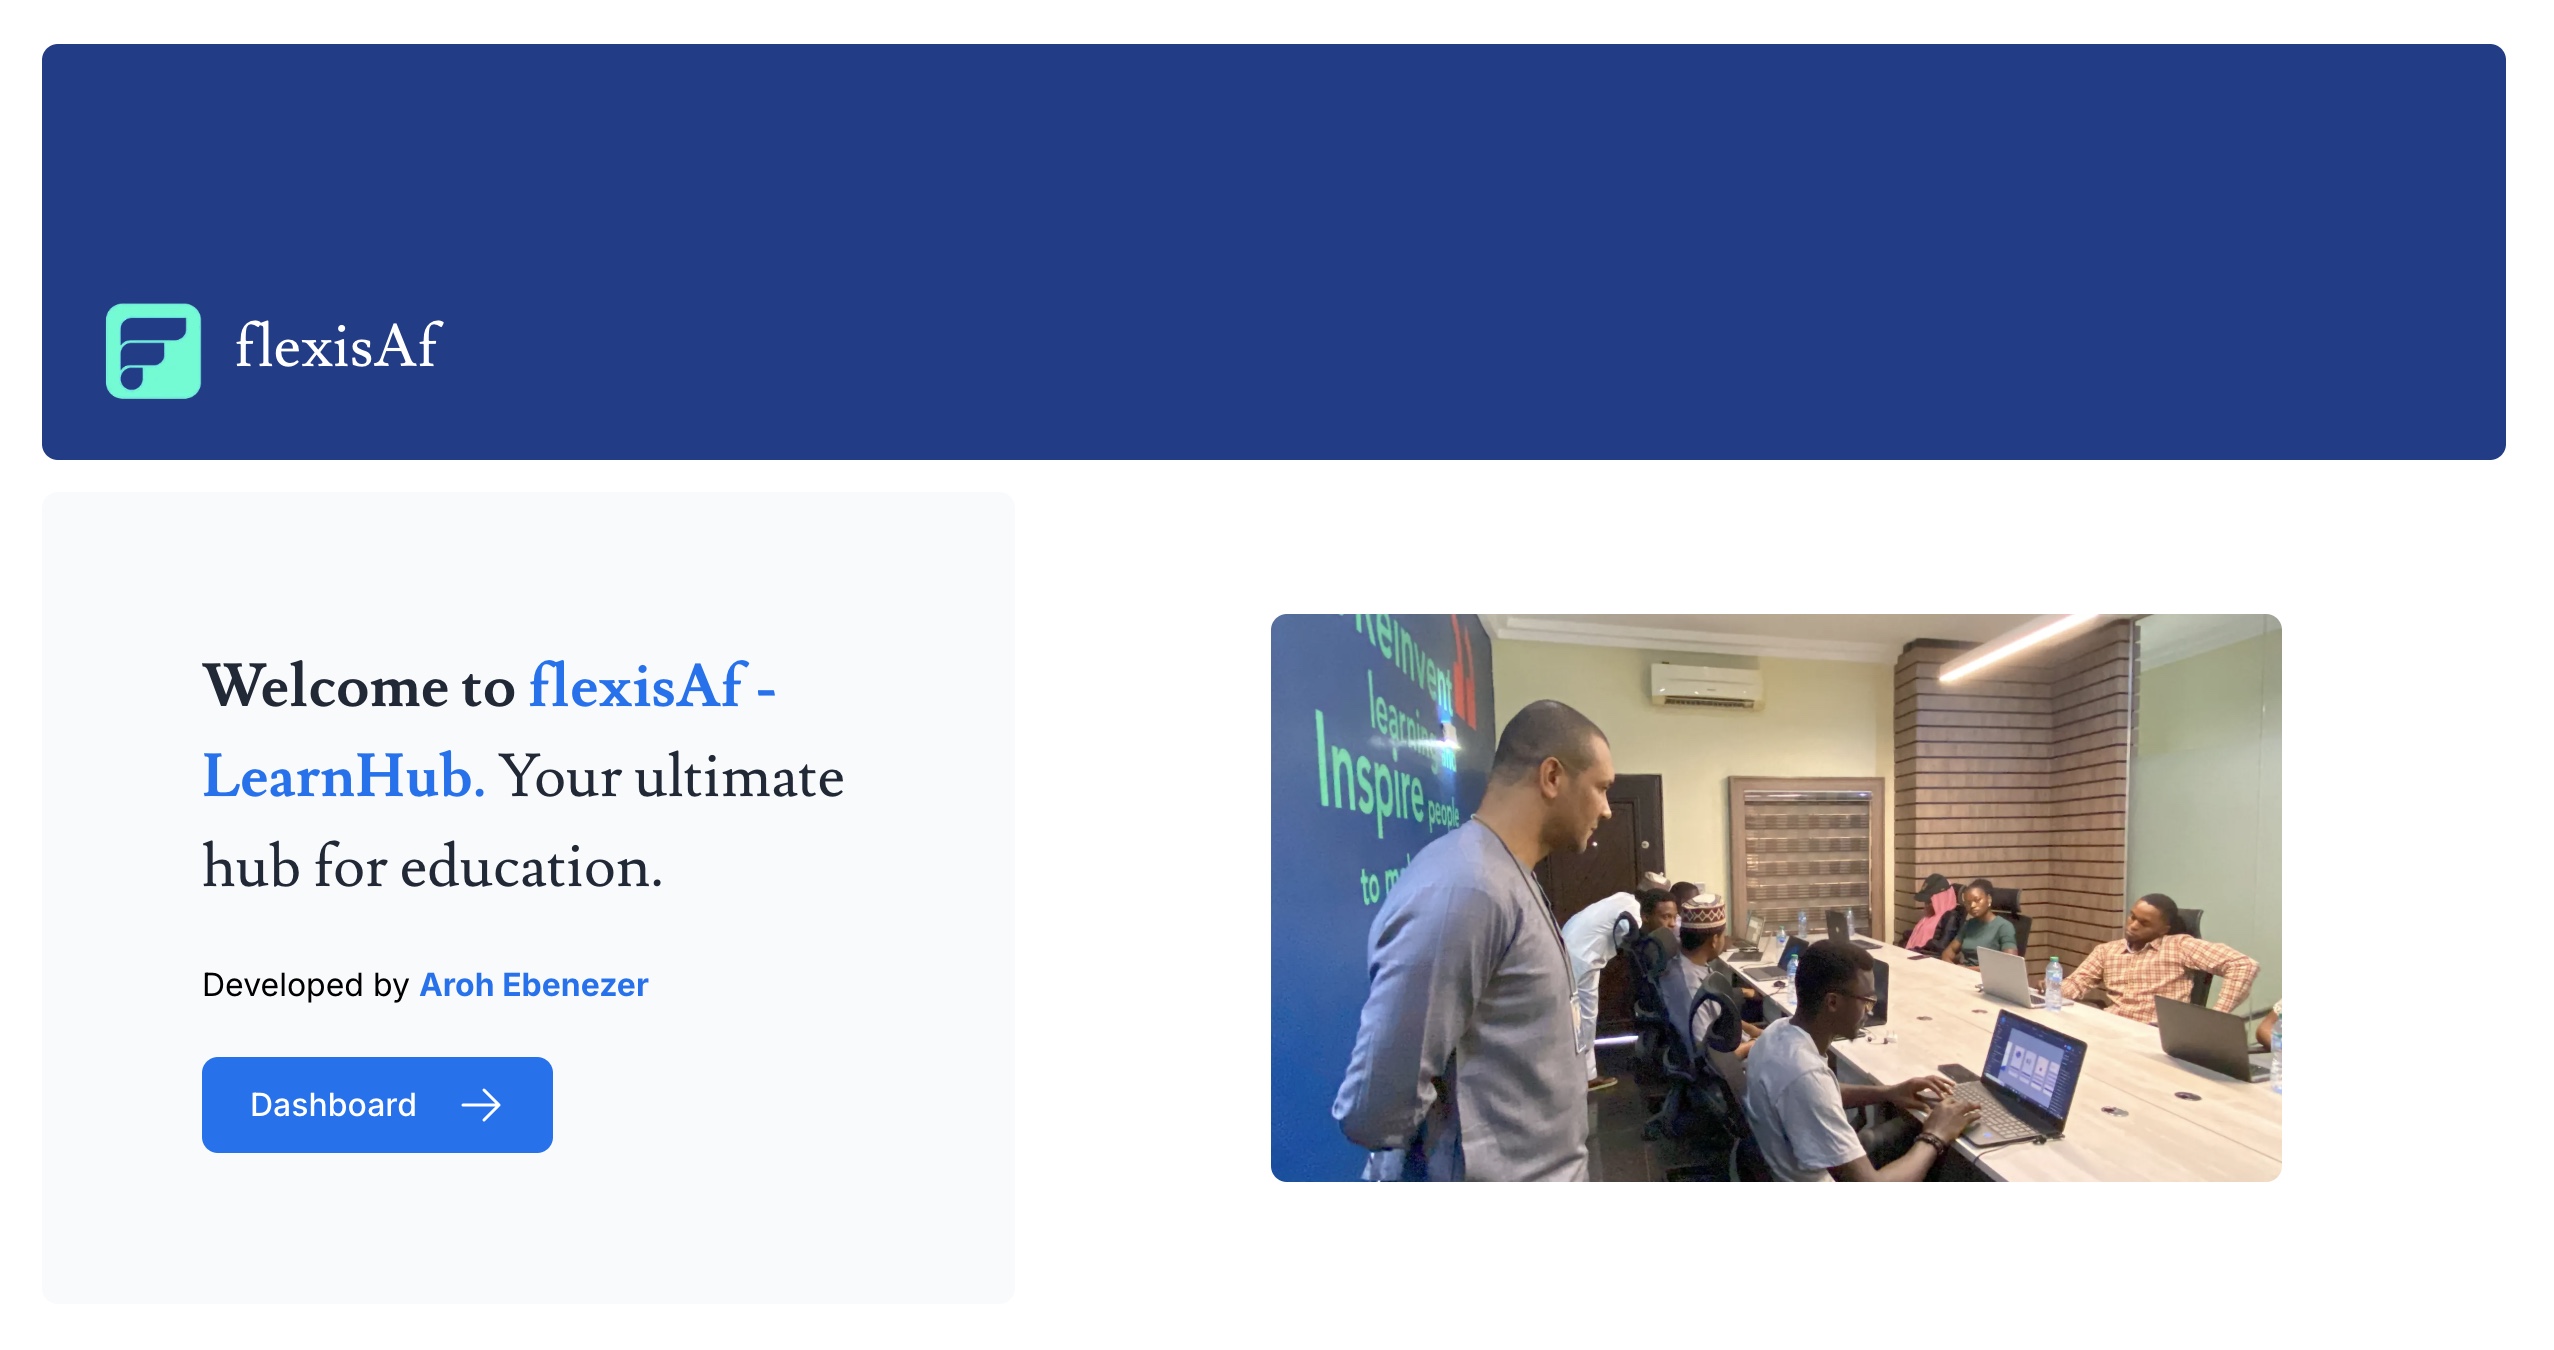 flexisAf
Welcome to flexisAf -
LearnHub. Your ultimate
hub for education.
Developed by Aroh Ebenezer
Dashboard
Reinvent
learning
Inspire people
to